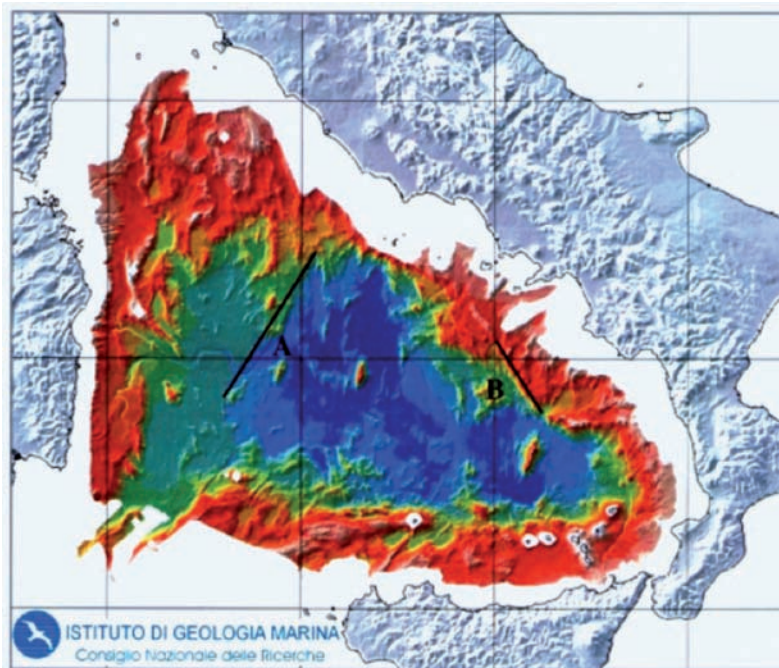 A
B
ISTITUTO DI GEOLOGIA MARINA
Consiglio Nazionale delle Ricerche